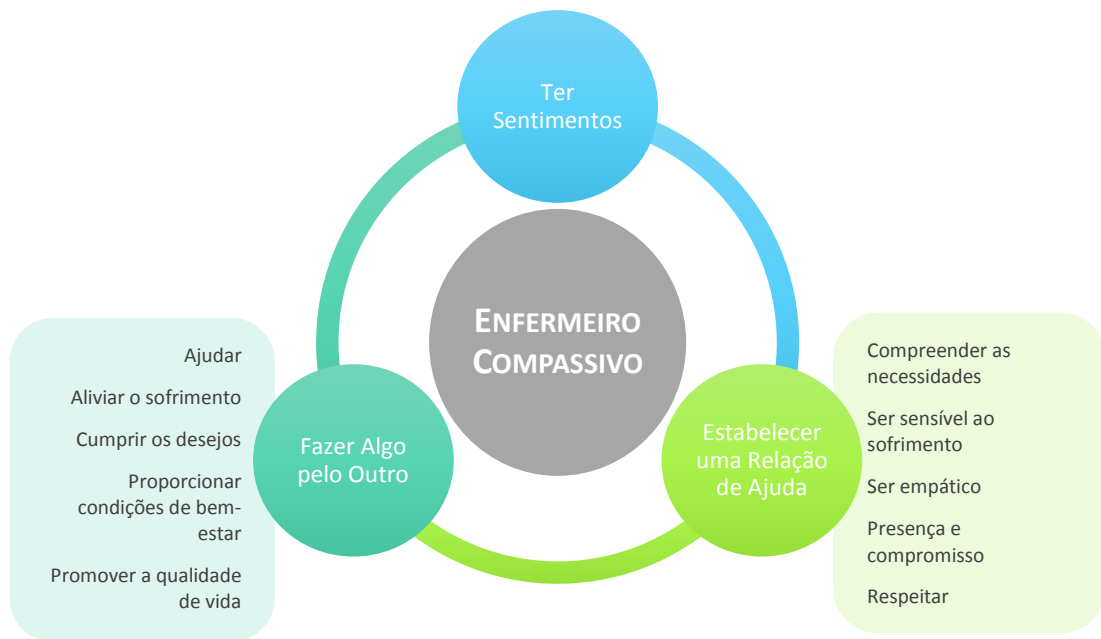 Ter
Sentimentos
ENFERMEIRO
COMPASSIVO
Ajudar
Aliviar o sofrimento
Cumprir os desejos
Proporcionar
condições de bem-
estar
Promover a qualidade
de vida
Fazer Algo
pelo Outro
Estabelecer
uma Relação
de Ajuda
Compreender as
necessidades
Ser sensível ao
sofrimento
Ser empático
Presença e
compromisso
Respeitar